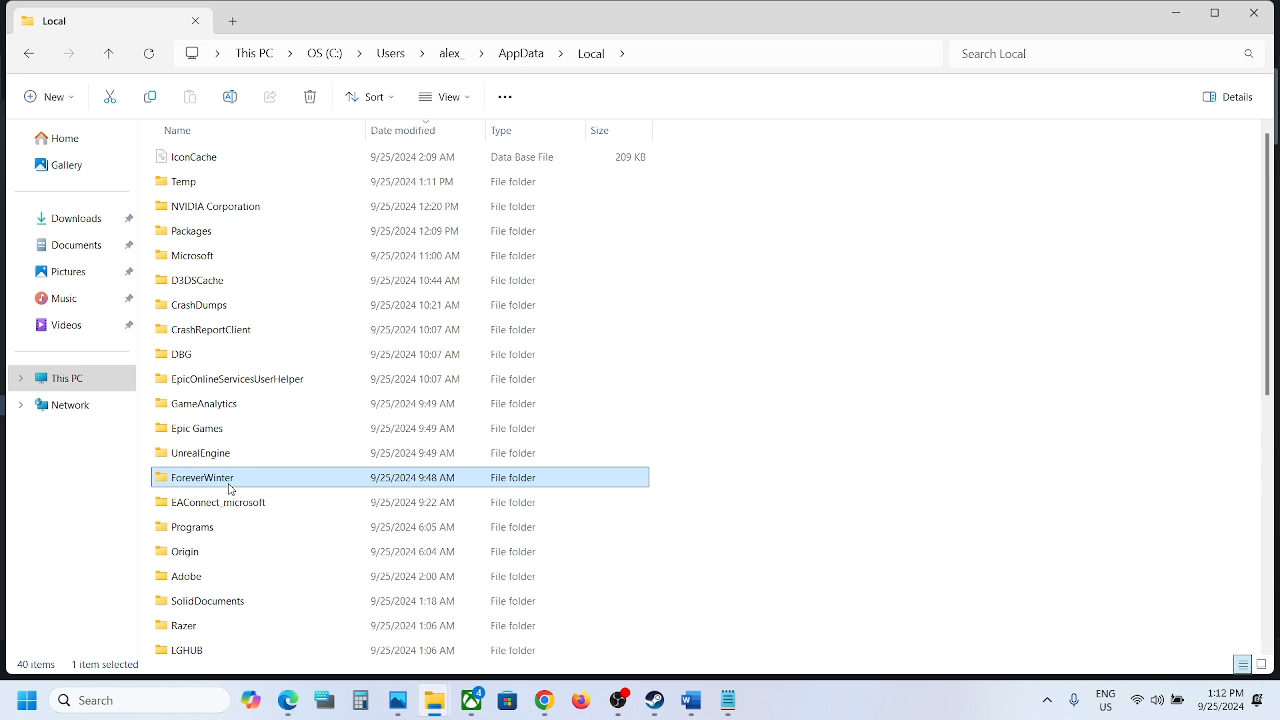 Local
This PC > OS (C:) > Users > alex_ > AppData > Local >
Search Local
New
Sort
View
Details
Name
Date modified
Type
Size
Home
Gallery
Downloads
Documents
Pictures
Music
Videos
This PC
Network
IconCache 9/25/2024 2:09 AM Data Base File 209 KB
Temp 9/25/2024 1:11 PM File folder
NVIDIA Corporation 9/25/2024 12:20 PM File folder
Packages 9/25/2024 12:09 PM File folder
Microsoft 9/25/2024 11:00 AM File folder
D3DSCache 9/25/2024 10:44 AM File folder
CrashDumps 9/25/2024 10:21 AM File folder
CrashReportClient 9/25/2024 10:07 AM File folder
DBG 9/25/2024 10:07 AM File folder
EpicOnlineServicesUserHelper 9/25/2024 10:07 AM File folder
GameAnalytics 9/25/2024 9:49 AM File folder
Epic Games 9/25/2024 9:49 AM File folder
UnrealEngine 9/25/2024 9:49 AM File folder
ForeverWinter 9/25/2024 9:48 AM File folder
EAConnect_microsoft 9/25/2024 9:22 AM File folder
Programs 9/25/2024 6:05 AM File folder
Origin 9/25/2024 6:04 AM File folder
Adobe 9/25/2024 2:00 AM File folder
SolidDocuments 9/25/2024 1:18 AM File folder
Razer 9/25/2024 1:06 AM File folder
LGHUB 9/25/2024 1:06 AM File folder
40 items 1 item selected
Search
4
ENG
US
1:12 PM
9/25/2024